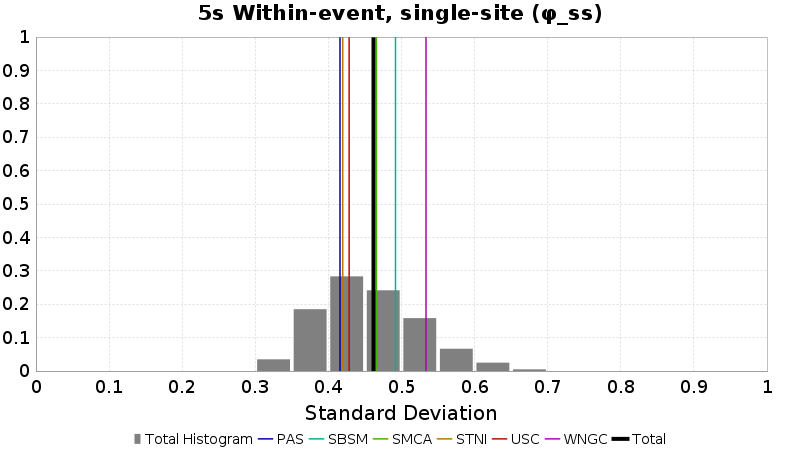 5s Within-event, single-site (φ_ss)
1
0.9
0.8
0.7
0.6
0.5
0.4
0.3
0.2
0.1
0
0 0.1 0.2 0.3 0.4 0.5 0.6 0.7 0.8 0.9 1
Standard Deviation
Total Histogram PAS SBSM SMCA STNI USC WNGC Total